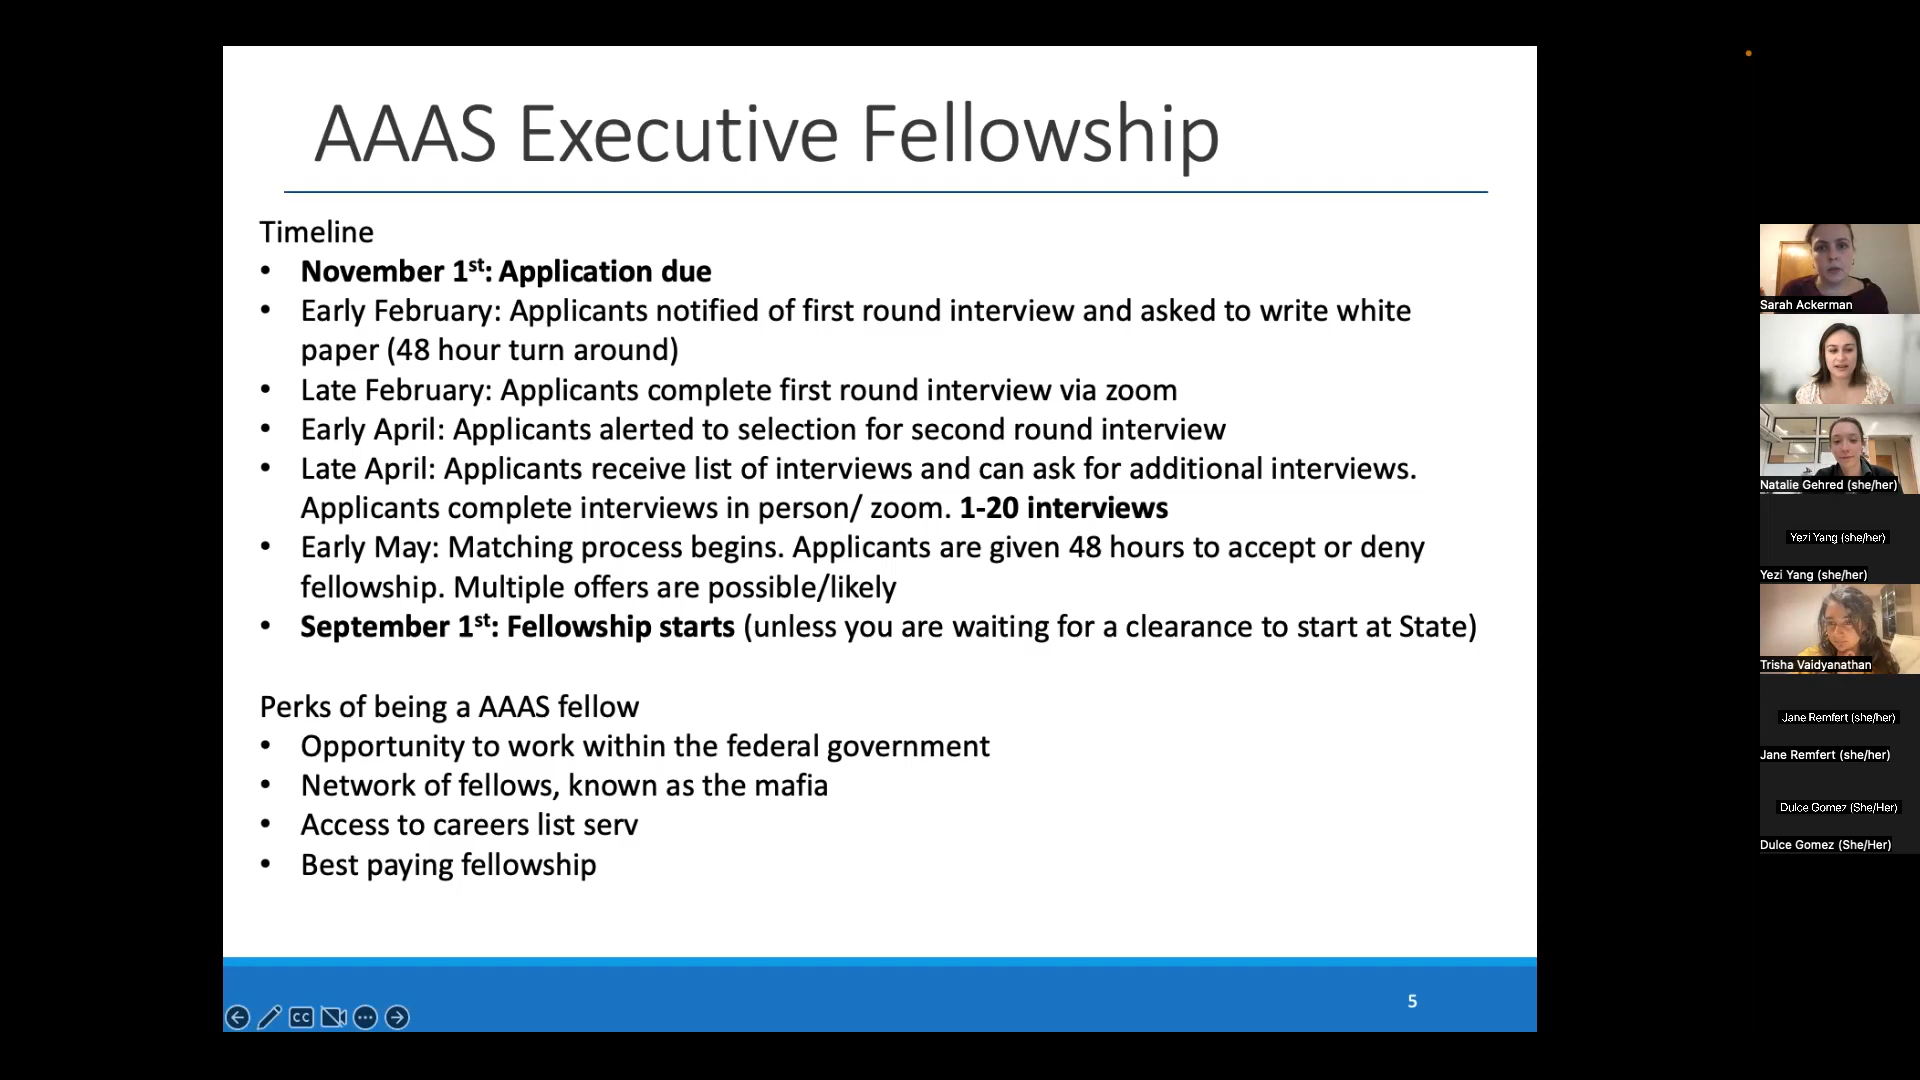 AAAS Executive Fellowship
Timeline
• November 1st: Application due
• Early February: Applicants notified of first round interview and asked to write white
paper (48 hour turn around)
• Late February: Applicants complete first round interview via zoom
• Early April: Applicants alerted to selection for second round interview
• Late April: Applicants receive list of interviews and can ask for additional interviews.
Applicants complete interviews in person/ zoom. 1-20 interviews
• Early May: Matching process begins. Applicants are given 48 hours to accept or deny
fellowship. Multiple offers are possible/likely
• September 1st: Fellowship starts (unless you are waiting for a clearance to start at State)
Perks of being a AAAS fellow
• Opportunity to work within the federal government
• Network of fellows, known as the mafia
• Access to careers list serv
• Best paying fellowship
5
CC
Sarah Ackerman
Natalie Gehred (she/her)
Yezi Yang (she/her)
Yezi Yang (she/her)
Trisha Vaidyanathan
Jane Remfert (she/her)
Jane Remfert (she/her)
Dulce Gomez (She/Her)
Dulce Gomez (She/Her)